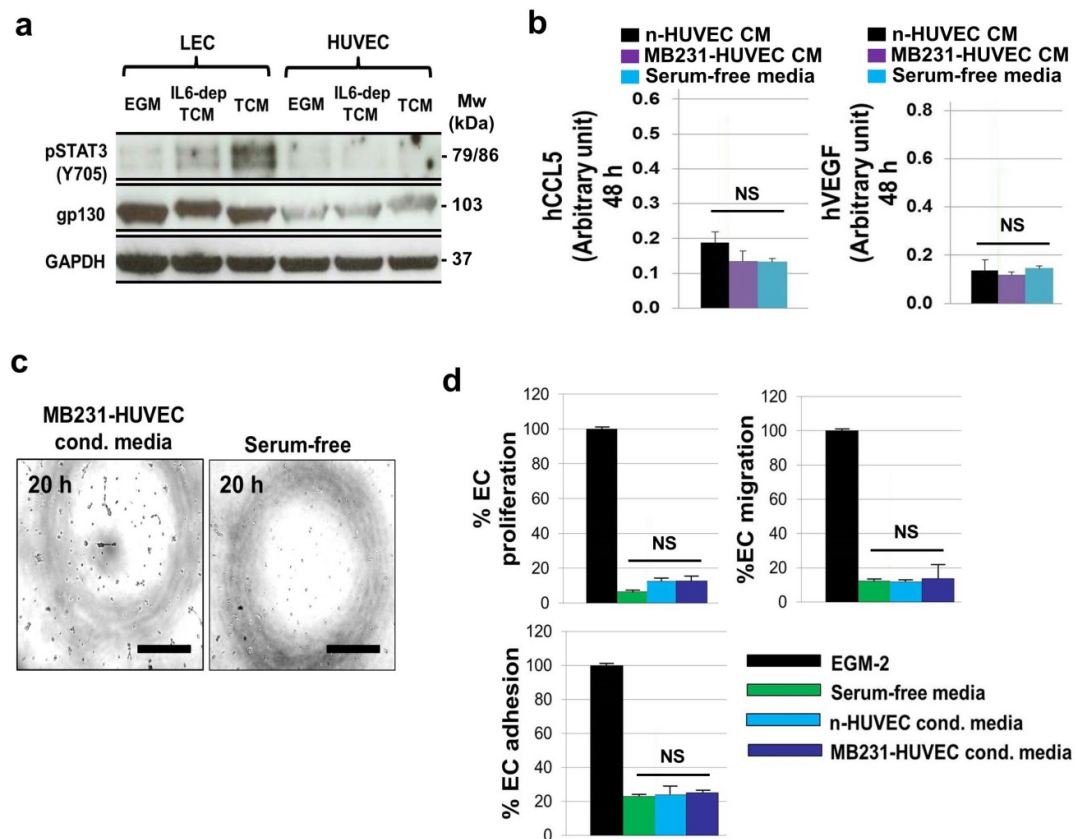 a
LEC HUVEC
EGM IL6-dep TCM TCM EGM IL6-dep TCM TCM Mw (kDa)
pSTAT3 (Y705) - 79/86
gp130 - 103
GAPDH - 37
b
n-HUVEC CM
MB231-HUVEC CM
Serum-free media
hCCL5
(Arbitrary unit)
48 h
0.6
0.5
0.4
0.3
0.2
0.1
0.0
NS
n-HUVEC CM
MB231-HUVEC CM
Serum-free media
hVEGF
(Arbitrary unit)
48 h
0.8
0.6
0.4
0.2
0.0
NS
c
MB231-HUVEC
cond. media
20 h
Serum-free
20 h
d
% EC
proliferation
120
100
80
60
40
20
0
NS
%EC migration
120
100
80
60
40
20
0
NS
% EC adhesion
120
100
80
60
40
20
0
NS
EGM-2
Serum-free media
n-HUVEC cond. media
MB231-HUVEC cond. media